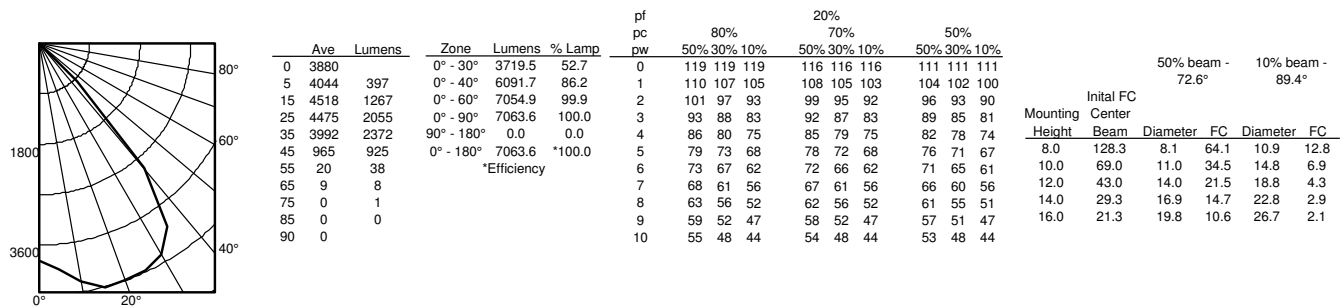 80°
60°
1800
3600
40°
0° 20°
Ave Lumens
0 3880
5 4044 397
15 4518 1267
25 4475 2055
35 3992 2372
45 965 925
55 20 38
65 9 8
75 0 1
85 0 0
90 0
Zone Lumens % Lamp
0° - 30° 3719.5 52.7
0° - 40° 6091.7 86.2
0° - 60° 7054.9 99.9
0° - 90° 7063.6 100.0
90° - 180° 0.0 0.0
0° - 180° 7063.6 *100.0
*Efficiency
pf 20%
pc 80% 70% 50%
pw 50% 30% 10% 50% 30% 10% 50% 30% 10%
0 119 119 119 116 116 116 111 111 111
1 110 107 105 108 105 103 104 102 100
2 101 97 93 99 95 92 96 93 90
3 93 88 83 92 87 83 89 85 81
4 86 80 75 85 79 75 82 78 74
5 79 73 68 78 72 68 76 71 67
6 73 67 62 72 66 62 71 65 61
7 68 61 56 67 61 56 66 60 56
8 63 56 52 62 56 52 61 55 51
9 59 52 47 58 52 47 57 51 47
10 55 48 44 54 48 44 53 48 44
50% beam - 10% beam -
72.6° 89.4°
Inital FC
Mounting Center
Height Beam Diameter FC Diameter FC
8.0 128.3 8.1 64.1 10.9 12.8
10.0 69.0 11.0 34.5 14.8 6.9
12.0 43.0 14.0 21.5 18.8 4.3
14.0 29.3 16.9 14.7 22.8 2.9
16.0 21.3 19.8 10.6 26.7 2.1